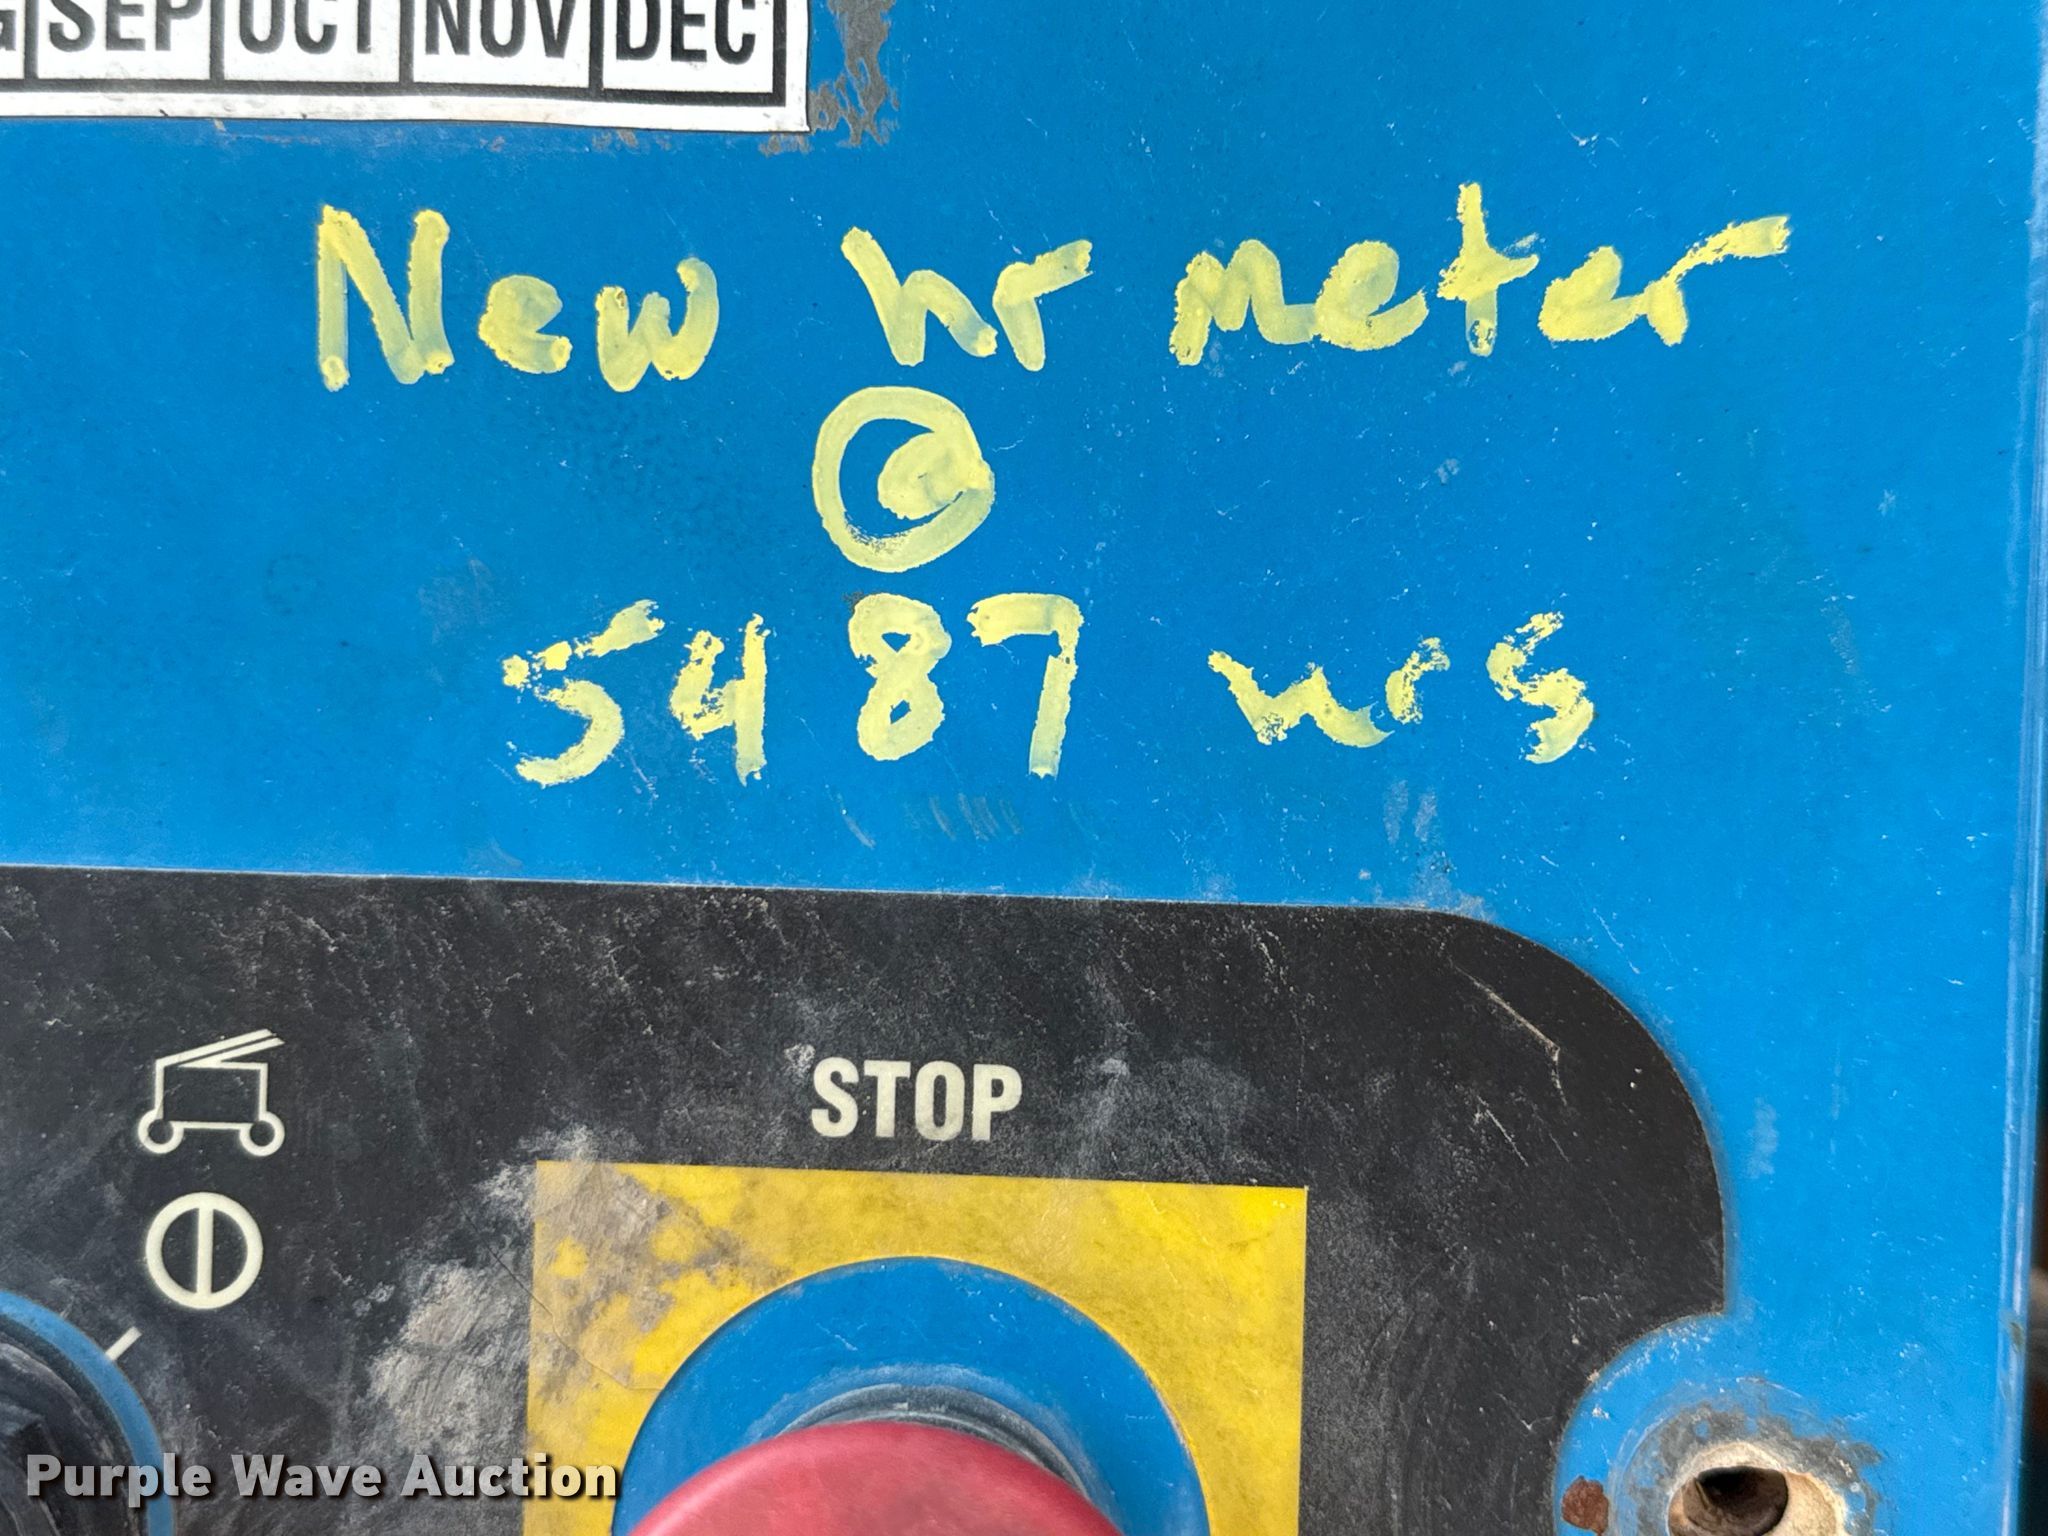 SEP OCT NOV DEC
New hr meter
@
5487 hrs
STOP
Purple Wave Auction